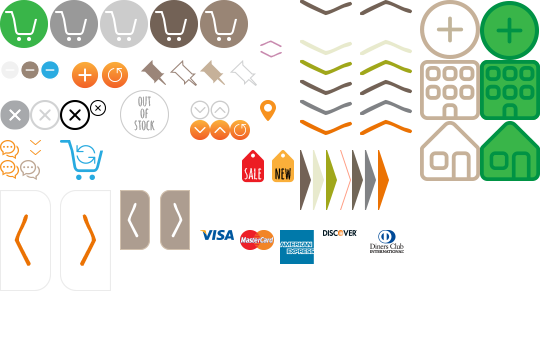 OUT
OF
STOCK
SALE
NEW
VISA
MasterCard
AMERICAN
EXPRESS
DISCOVER
Diners Club
INTERNATIONAL